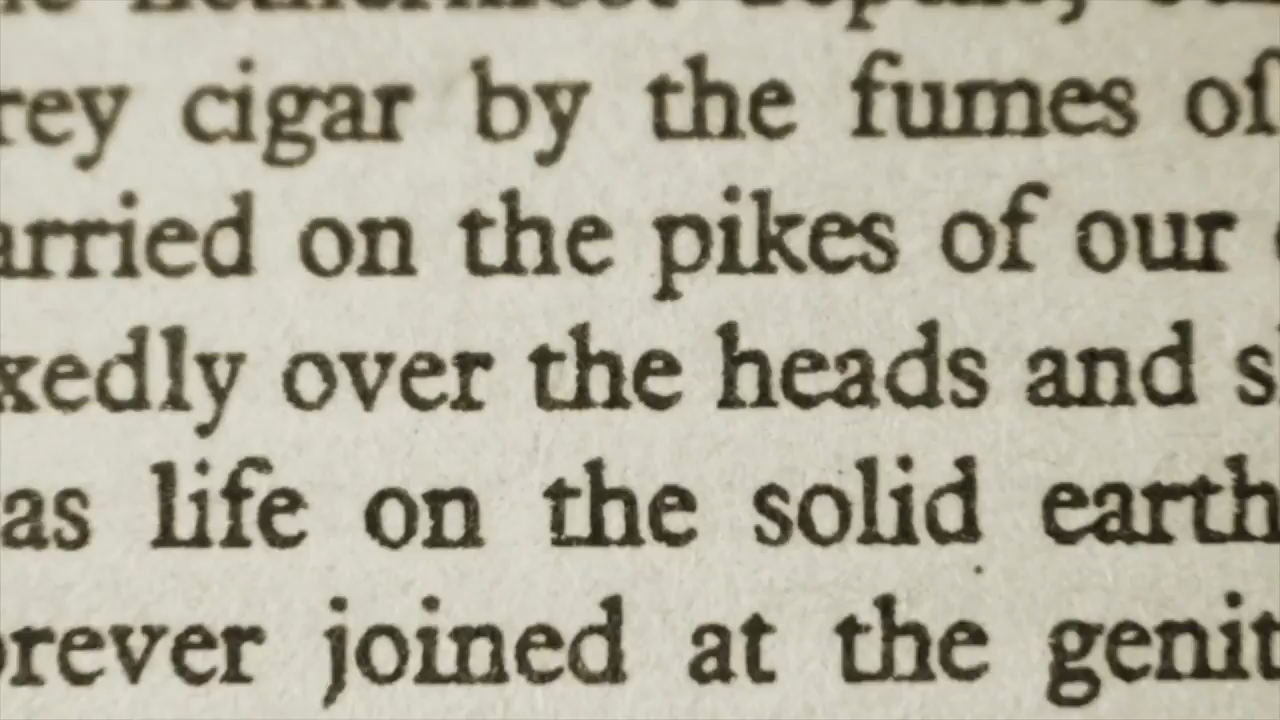 rey cigar by the fumes of
arried on the pikes of our
xedly over the heads and s
as life on the solid earth
orever joined at the genit